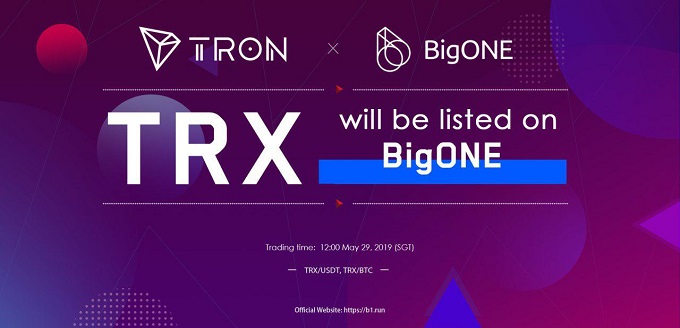 TRON × BigONE
TRX
will be listed on
BigONE
Trading time: 12:00 May 29, 2019 (SGT)
— TRX/USDT, TRX/BTC —
Official Website: https://b1.run